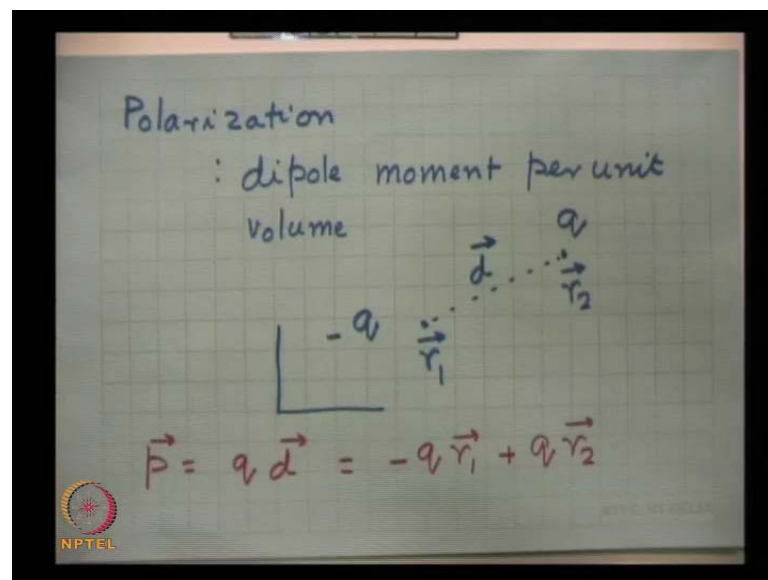 Polarization
: dipole moment per unit
volume
q
d⃗
r⃗₂
-q
r⃗₁
p⃗ = q d⃗ = -q r⃗₁ + q r⃗₂
NPTEL